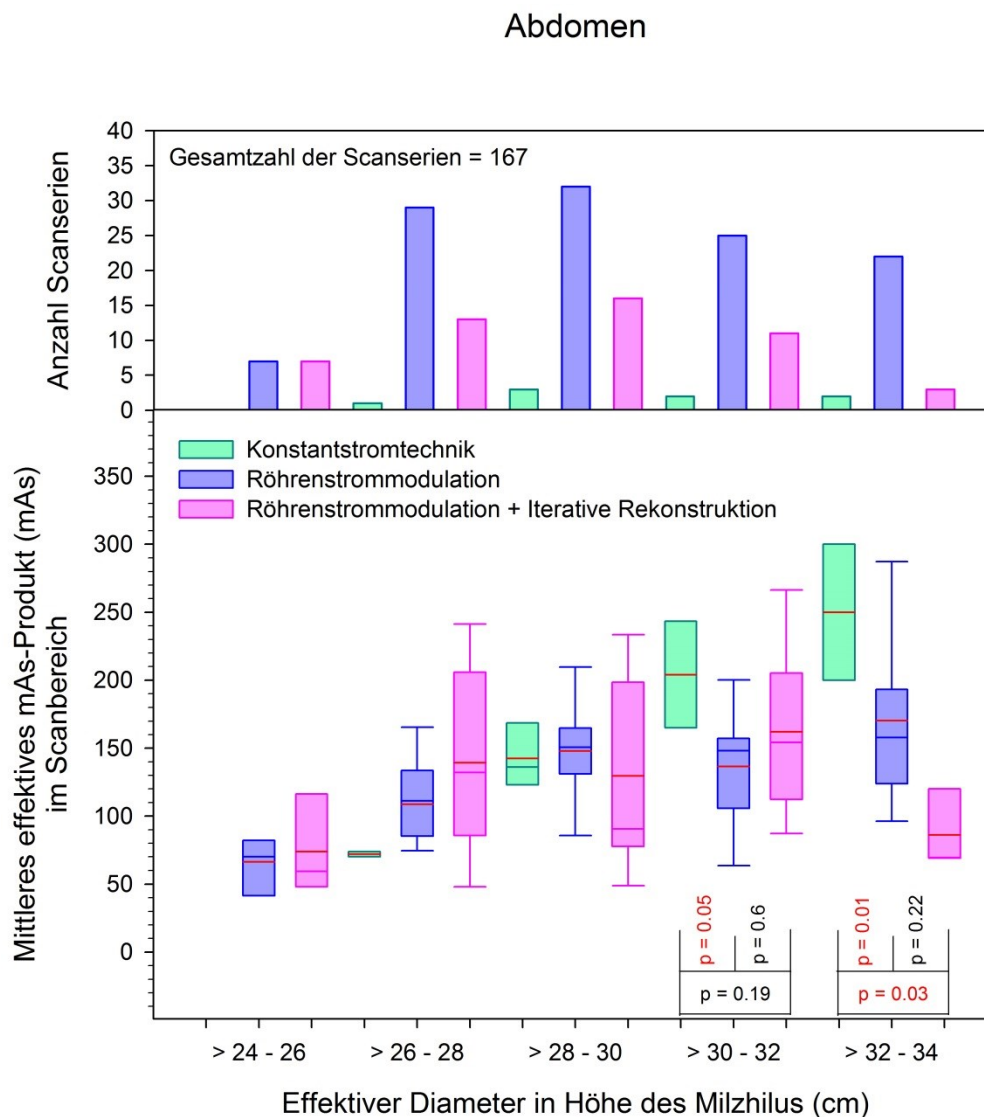 Abdomen
Anzahl Scanserien
40
35
30
25
20
15
10
5
0
Gesamtzahl der Scanserien = 167
Mittleres effektives mAs-Produkt (mAs)
im Scanbereich
350
300
250
200
150
100
50
0
Konstantstromtechnik
Röhrenstrommodulation
Röhrenstrommodulation + Iterative Rekonstruktion
p = 0.05
p = 0.6
p = 0.19
p = 0.01
p = 0.22
p = 0.03
> 24 - 26
> 26 - 28
> 28 - 30
> 30 - 32
> 32 - 34
Effektiver Diameter in Höhe des Milzhilus (cm)